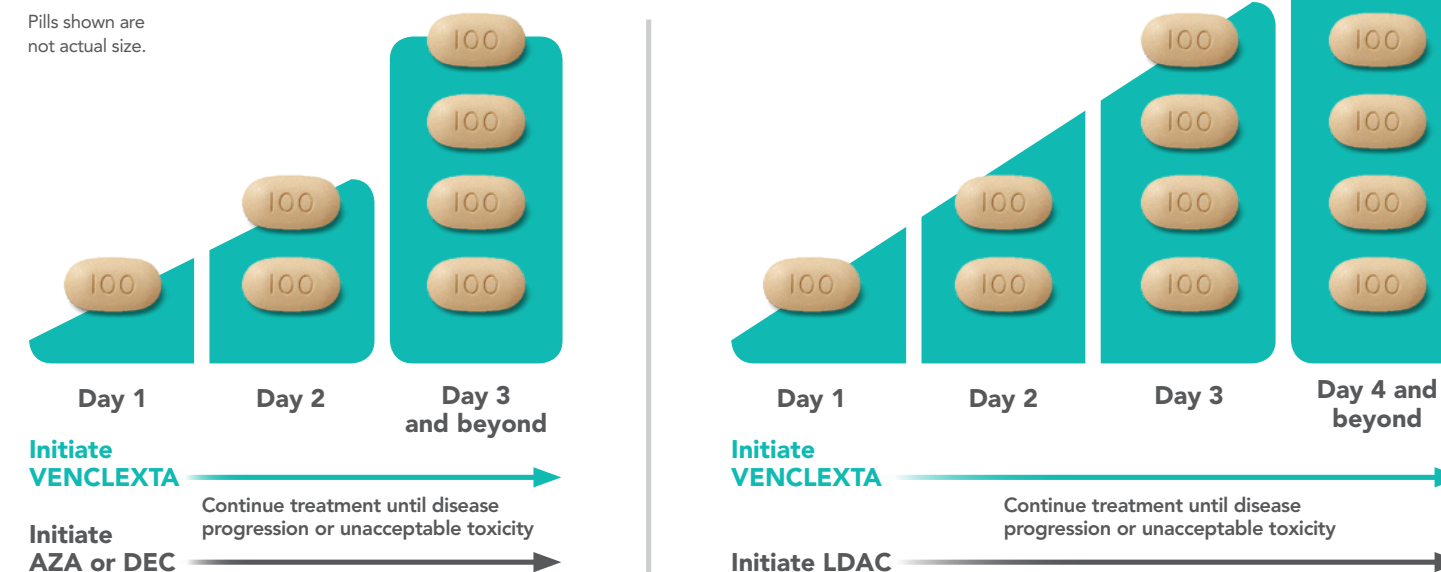 Pills shown are
not actual size.
100
100
100
100
100
100
100
Day 1
Day 2
Day 3
and beyond
Initiate
VENCLEXTA
Continue treatment until disease
progression or unacceptable toxicity
Initiate
AZA or DEC
100
100
100
100
100
100
100
100
100
100
100
Day 1
Day 2
Day 3
Day 4 and
beyond
Initiate
VENCLEXTA
Continue treatment until disease
progression or unacceptable toxicity
Initiate LDAC